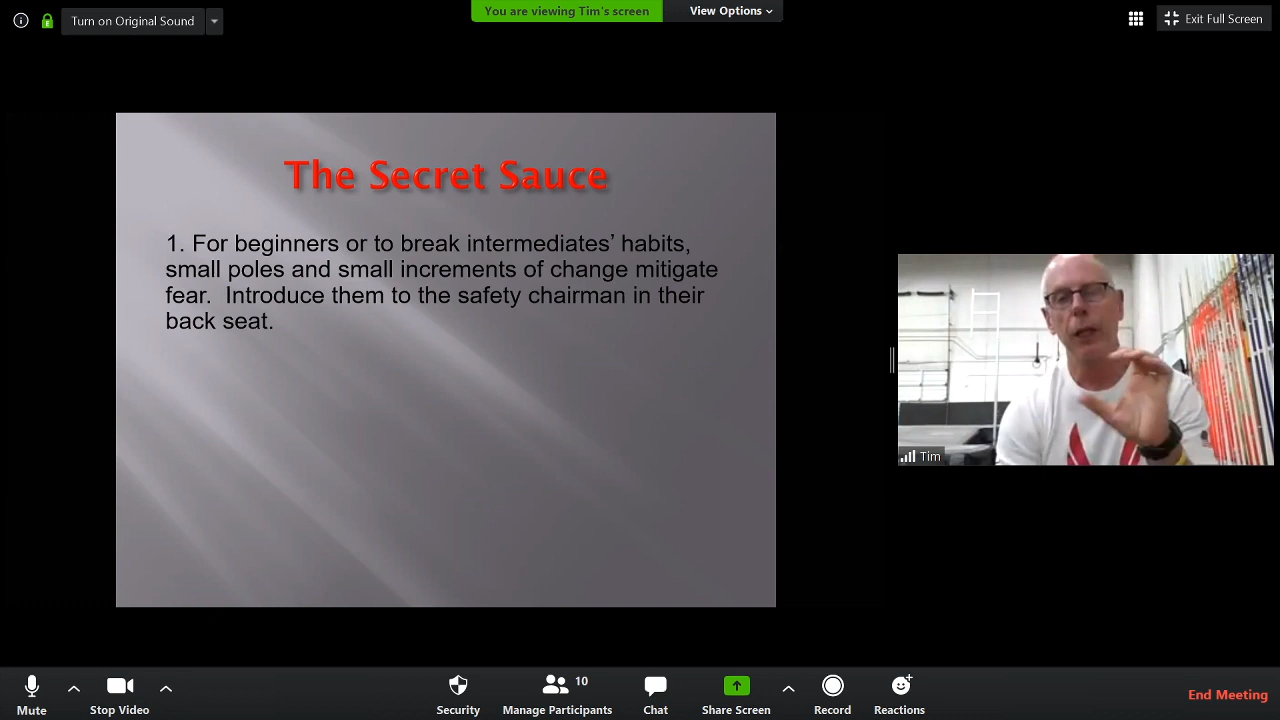 Turn on Original Sound
You are viewing Tim's screen
View Options
Exit Full Screen
The Secret Sauce
1. For beginners or to break intermediates’ habits,
small poles and small increments of change mitigate
fear.  Introduce them to the safety chairman in their
back seat.
Tim
Mute
Stop Video
Security
Manage Participants
10
Chat
Share Screen
Record
Reactions
End Meeting